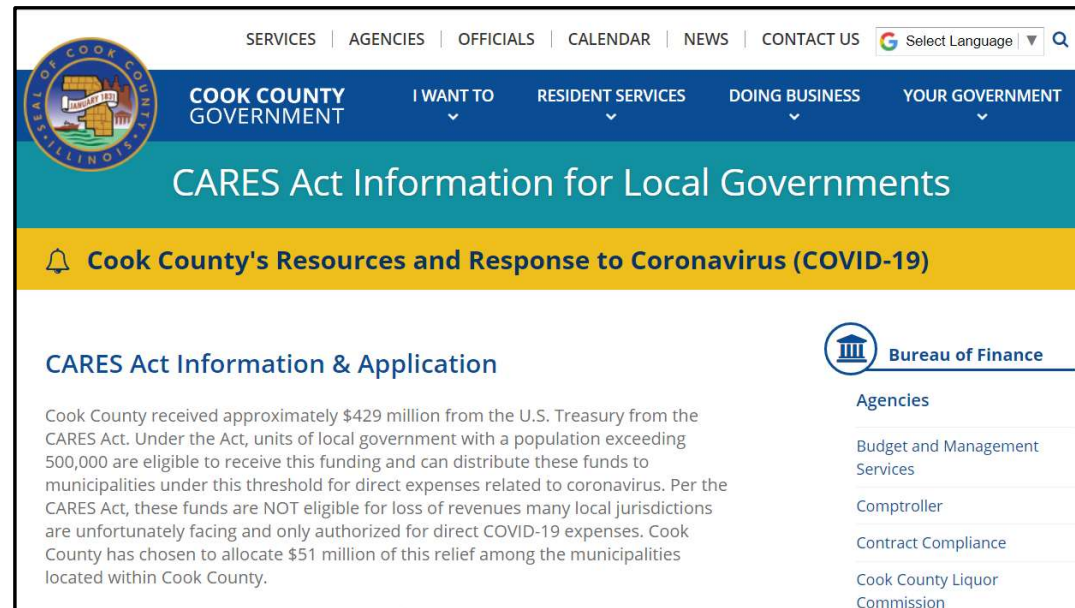 SERVICES | AGENCIES | OFFICIALS | CALENDAR | NEWS | CONTACT US G Select Language | ▼
SEAL OF COOK COUNTY ILLINOIS
JANUARY 1831
COOK COUNTY
GOVERNMENT
I WANT TO
RESIDENT SERVICES
DOING BUSINESS
YOUR GOVERNMENT
CARES Act Information for Local Governments
Cook County's Resources and Response to Coronavirus (COVID-19)
CARES Act Information & Application
Cook County received approximately $429 million from the U.S. Treasury from the
CARES Act. Under the Act, units of local government with a population exceeding
500,000 are eligible to receive this funding and can distribute these funds to
municipalities under this threshold for direct expenses related to coronavirus. Per the
CARES Act, these funds are NOT eligible for loss of revenues many local jurisdictions
are unfortunately facing and only authorized for direct COVID-19 expenses. Cook
County has chosen to allocate $51 million of this relief among the municipalities
located within Cook County.
Bureau of Finance
Agencies
Budget and Management
Services
Comptroller
Contract Compliance
Cook County Liquor
Commission